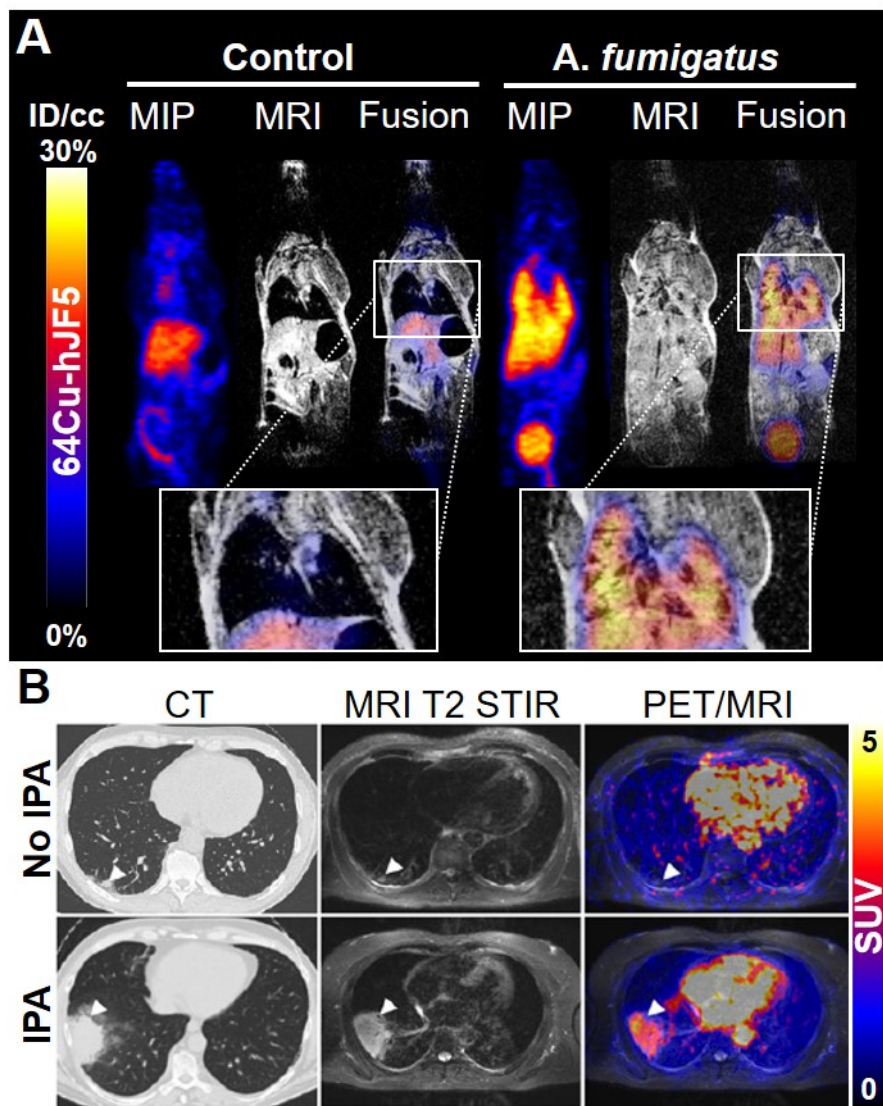 A
Control
A. fumigatus
ID/cc
MIP
MRI
Fusion
MIP
MRI
Fusion
30%
64Cu-hJF5
0%
B
CT
MRI T2 STIR
PET/MRI
No IPA
IPA
5
SUV
0